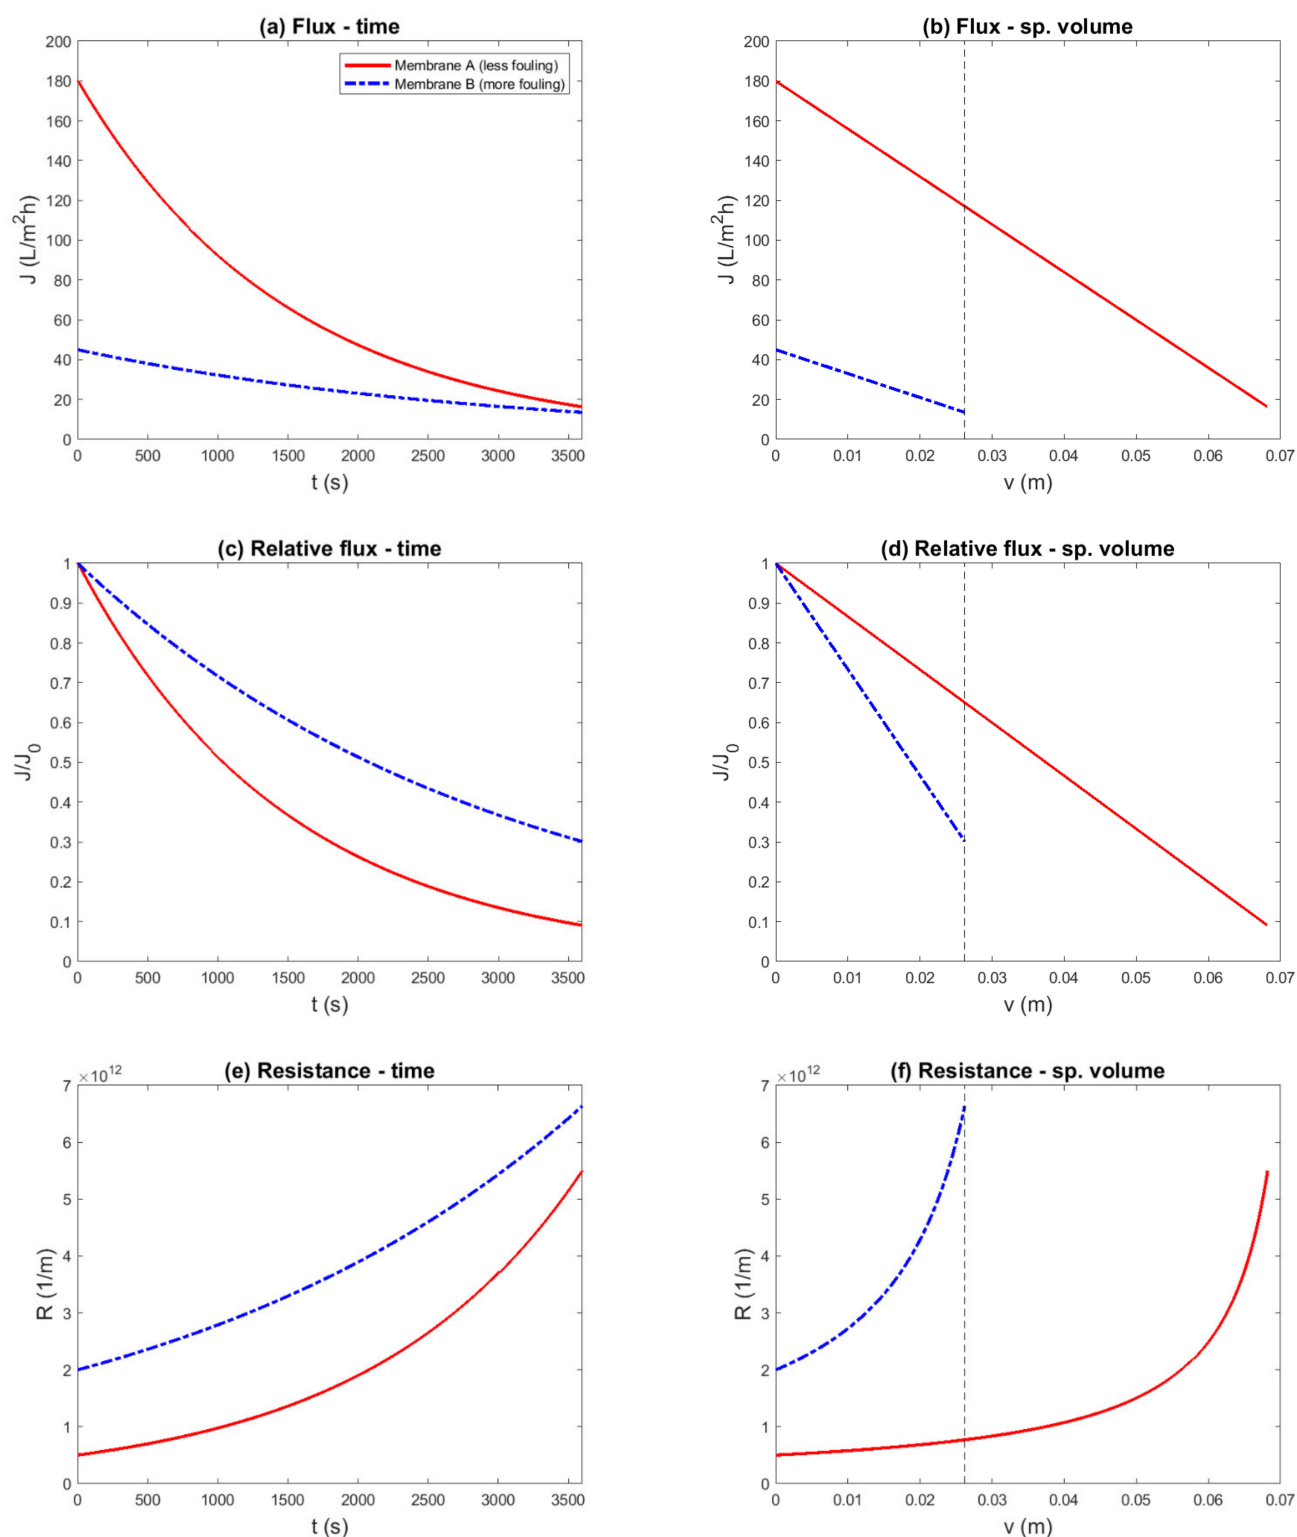 (a) Flux - time
200
180
160
140
120
100
80
60
40
20
0
J (L/m²h)
Membrane A (less fouling)
Membrane B (more fouling)
0 500 1000 1500 2000 2500 3000 3500
t (s)
(b) Flux - sp. volume
200
180
160
140
120
100
80
60
40
20
0
J (L/m²h)
0 0.01 0.02 0.03 0.04 0.05 0.06 0.07
v (m)
(c) Relative flux - time
1
0.9
0.8
0.7
0.6
0.5
0.4
0.3
0.2
0.1
0
J/J₀
0 500 1000 1500 2000 2500 3000 3500
t (s)
(d) Relative flux - sp. volume
1
0.9
0.8
0.7
0.6
0.5
0.4
0.3
0.2
0.1
0
J/J₀
0 0.01 0.02 0.03 0.04 0.05 0.06 0.07
v (m)
(e) Resistance - time
×10¹²
7
6
5
4
3
2
1
0
R (1/m)
0 500 1000 1500 2000 2500 3000 3500
t (s)
(f) Resistance - sp. volume
×10¹²
7
6
5
4
3
2
1
0
R (1/m)
0 0.01 0.02 0.03 0.04 0.05 0.06 0.07
v (m)